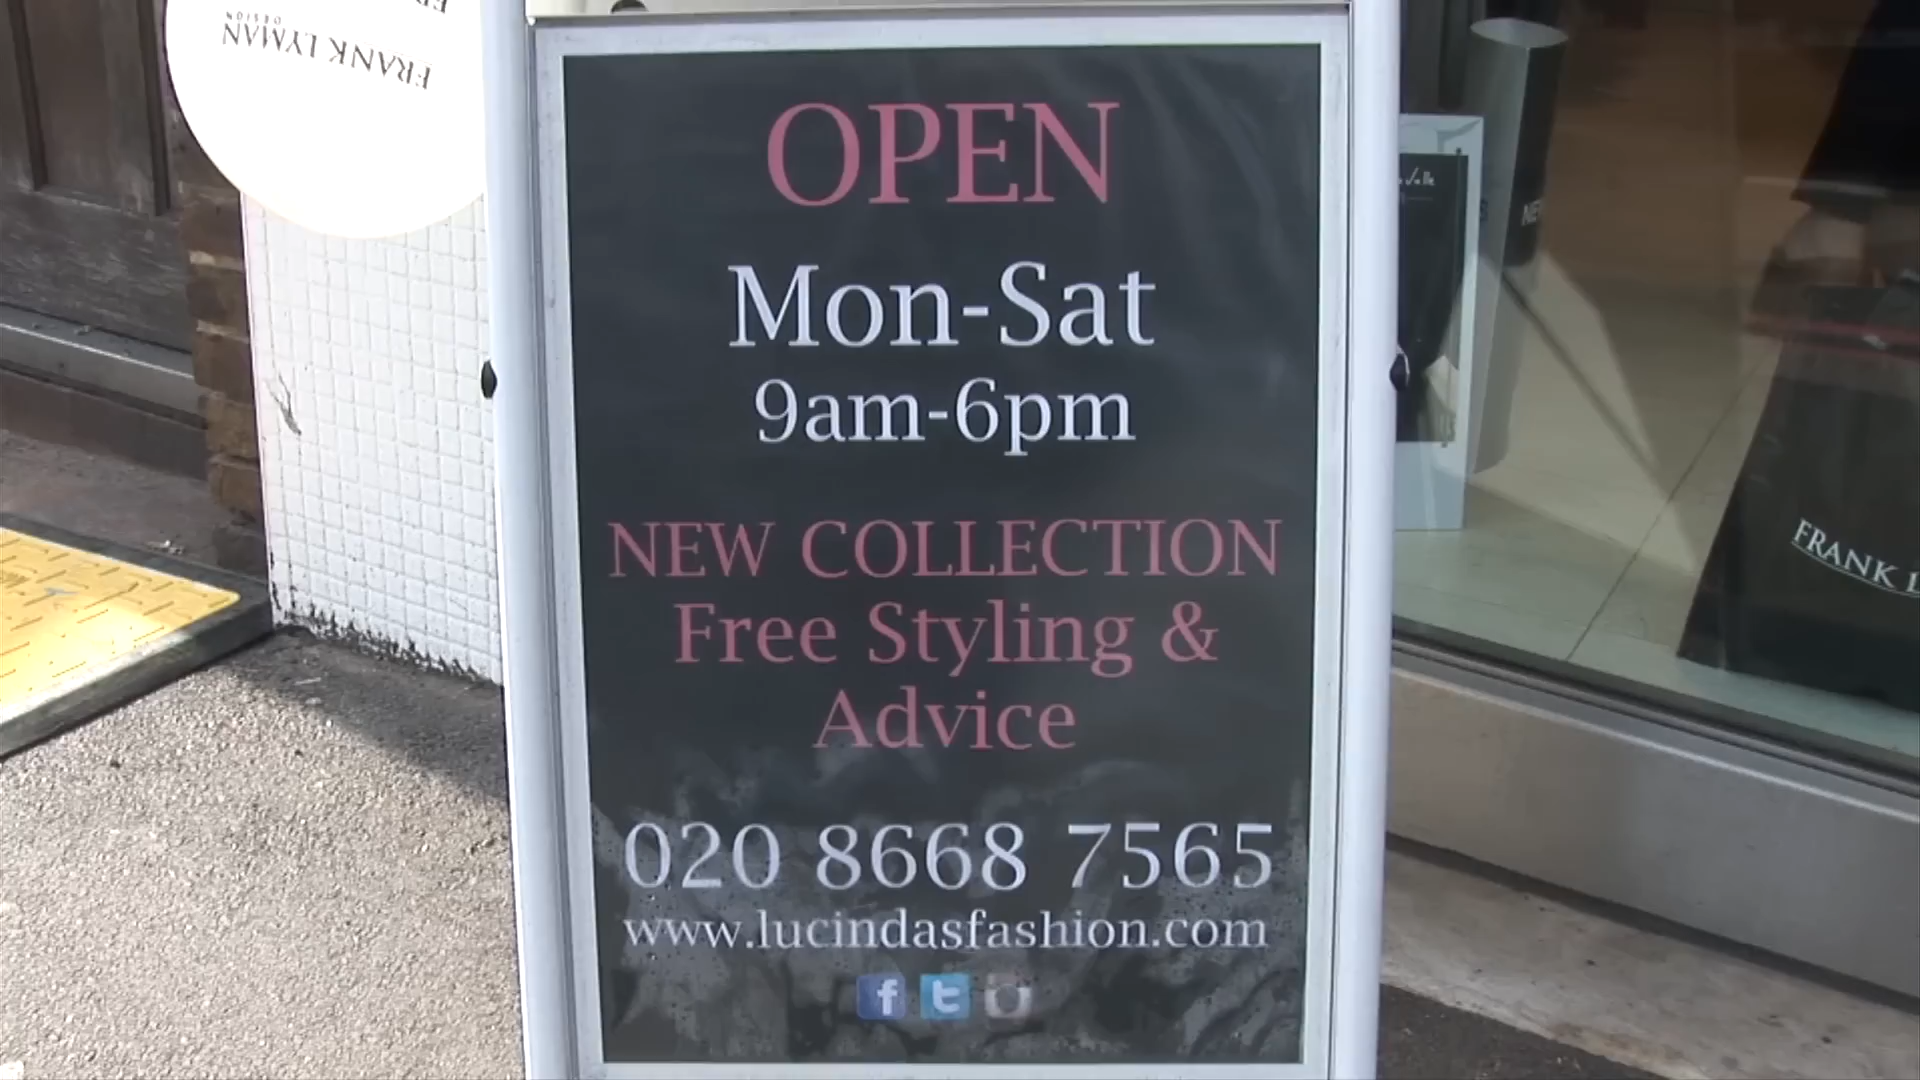 FRANK LYMAN
DESIGN
OPEN
Mon-Sat
9am-6pm
NEW COLLECTION
Free Styling &
Advice
020 8668 7565
www.lucindasfashion.com
f t
FRANK